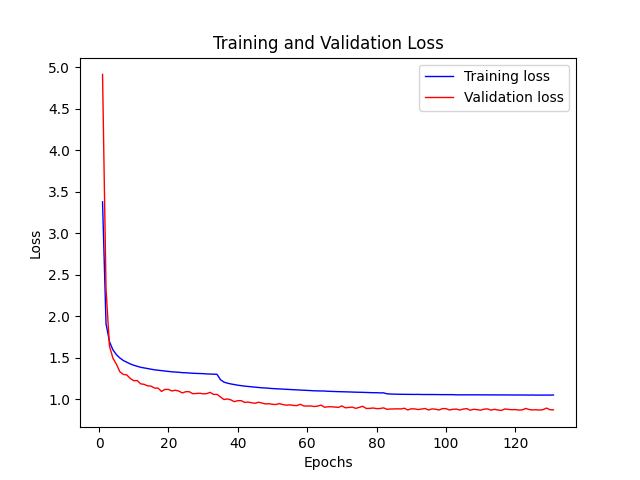 Training and Validation Loss
Training loss
Validation loss
5.0
4.5
4.0
3.5
3.0
2.5
2.0
1.5
1.0
Loss
0 20 40 60 80 100 120
Epochs